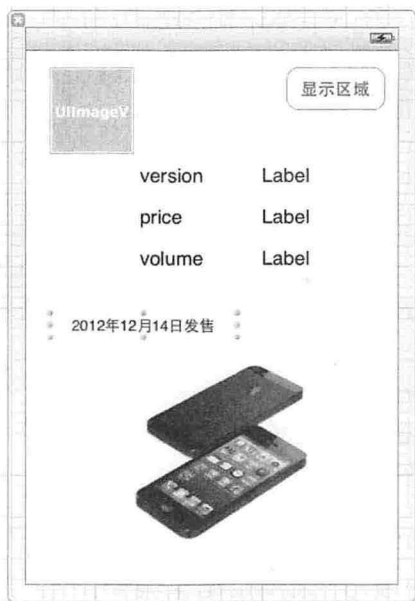 UIImageV
显示区域
version Label
price Label
volume Label
2012年12月14日发售